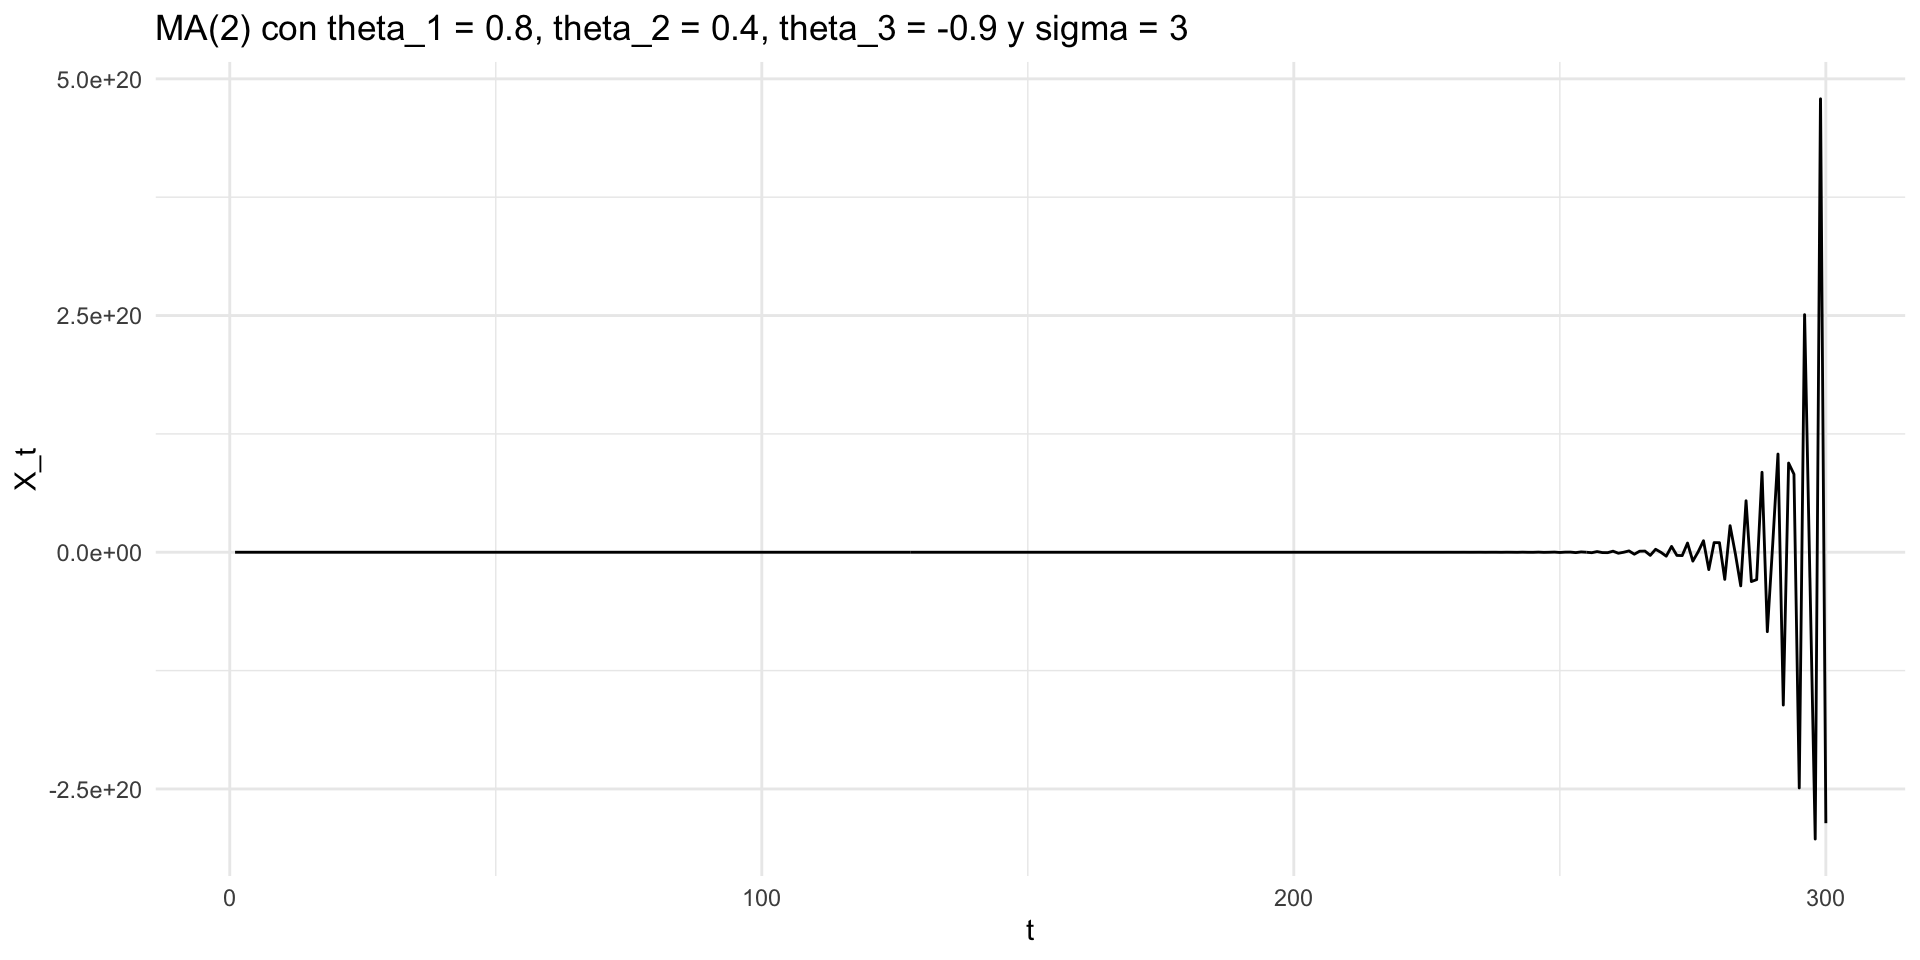 MA(2) con theta_1 = 0.8, theta_2 = 0.4, theta_3 = -0.9 y sigma = 3
5.0e+20
2.5e+20
0.0e+00
-2.5e+20
X_t
0 100 200 300
t